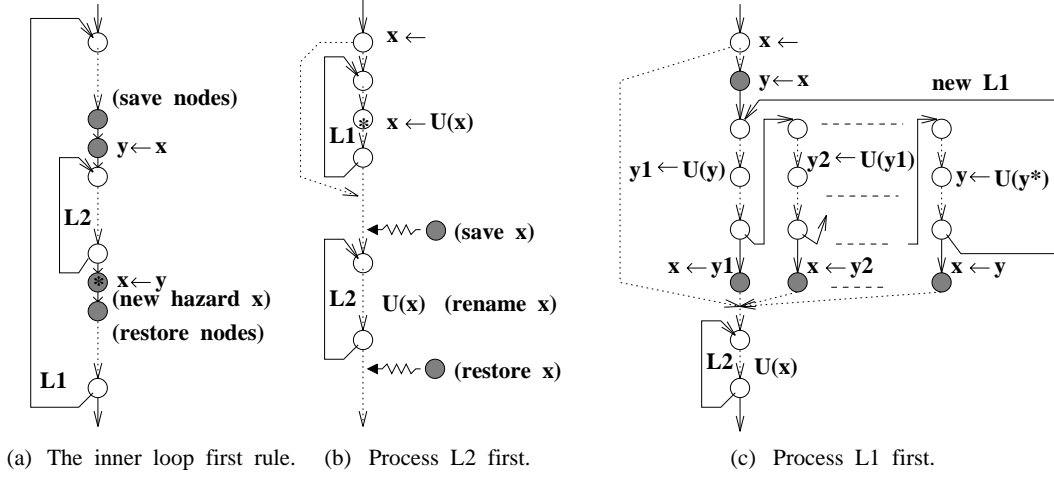 (save nodes)
y←x
L2
x←y
(new hazard x)
(restore nodes)
L1
*
(a) The inner loop first rule.
x←
x←U(x)
L1
*
(save x)
L2
U(x) (rename x)
(restore x)
(b) Process L2 first.
x←
y←x
new L1
y1←U(y)
y2←U(y1)
y←U(y*)
x←y1
x←y2
x←y
L2
U(x)
(c) Process L1 first.